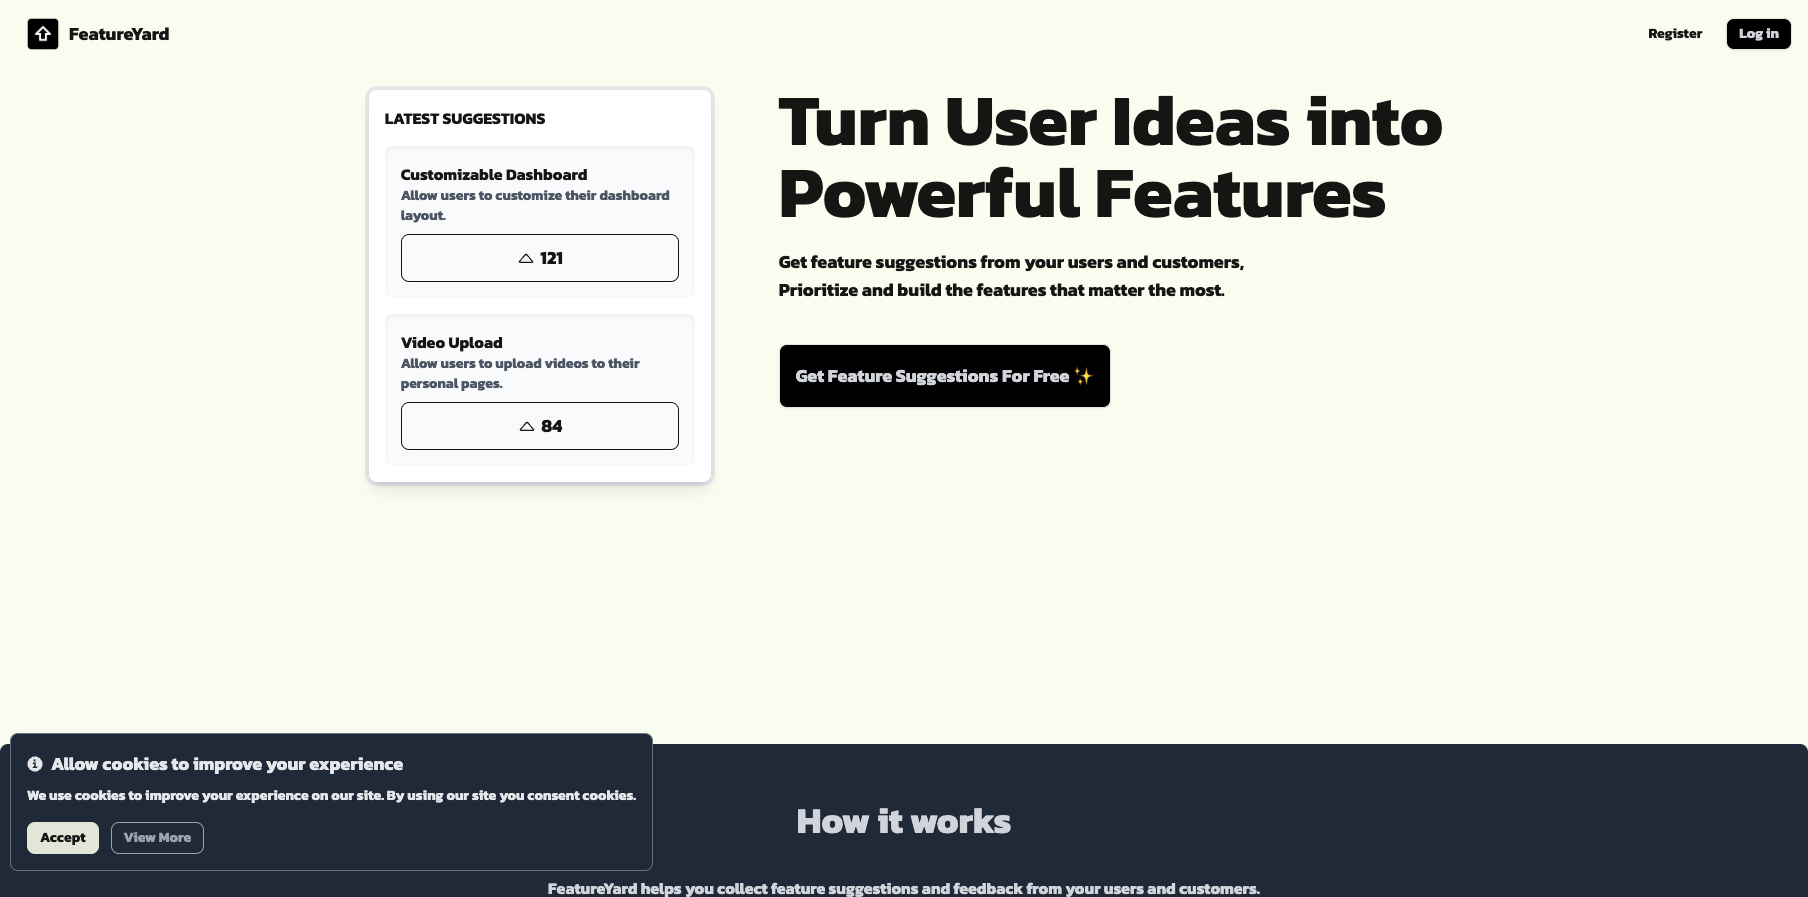 FeatureYard
Register
Log in
LATEST SUGGESTIONS
Customizable Dashboard
Allow users to customize their dashboard
layout.
121
Video Upload
Allow users to upload videos to their
personal pages.
84
Turn User Ideas into
Powerful Features
Get feature suggestions from your users and customers,
Prioritize and build the features that matter the most.
Get Feature Suggestions For Free ✨
Allow cookies to improve your experience
We use cookies to improve your experience on our site. By using our site you consent cookies.
Accept
View More
How it works
FeatureYard helps you collect feature suggestions and feedback from your users and customers.